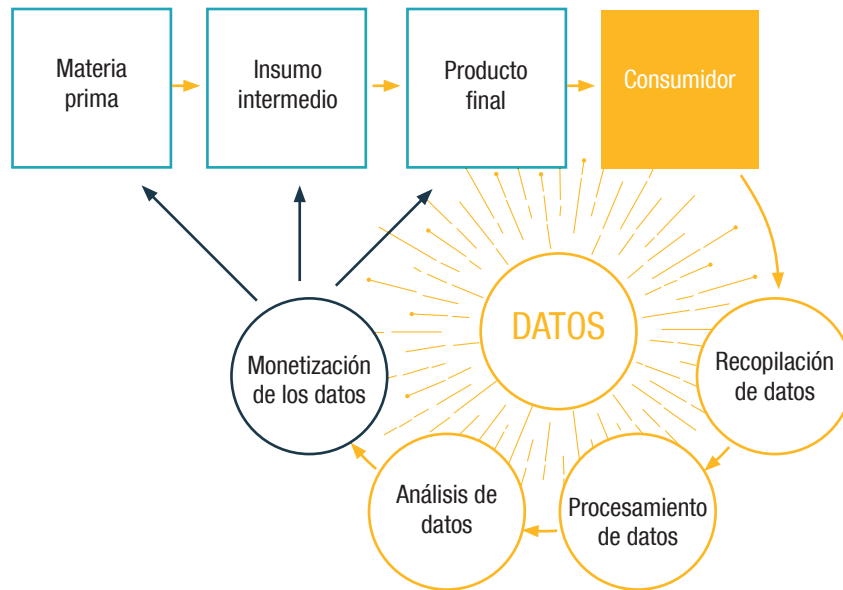 Materia
prima
Insumo
intermedio
Producto
final
Consumidor
DATOS
Recopilación
de datos
Procesamiento
de datos
Análisis de
datos
Monetización
de los datos